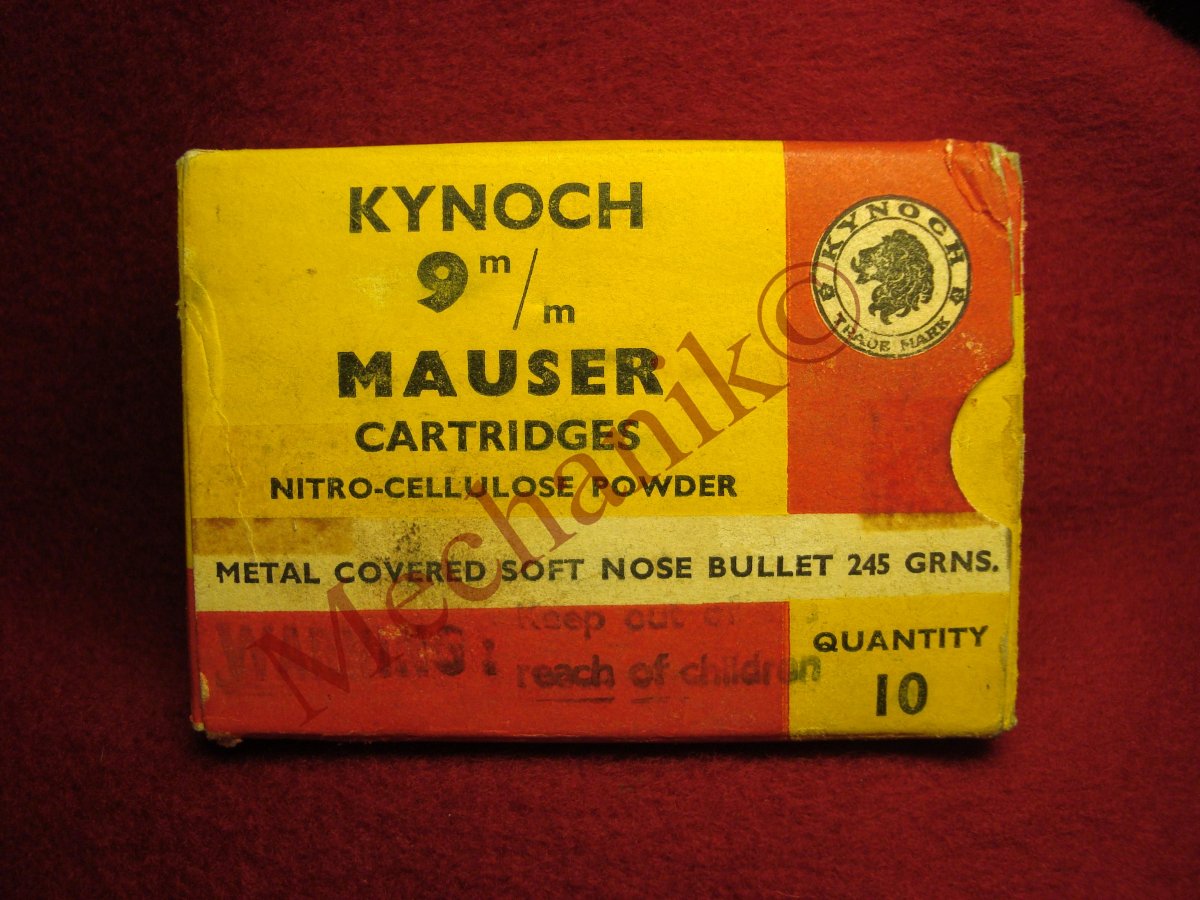 KYNOCH
9 m/m
MAUSER
CARTRIDGES
NITRO-CELLULOSE POWDER
METAL COVERED SOFT NOSE BULLET 245 GRNS.
WARNING: Keep out of
reach of children
QUANTITY
10
KYNOCH
TRADE MARK
Mechanik©